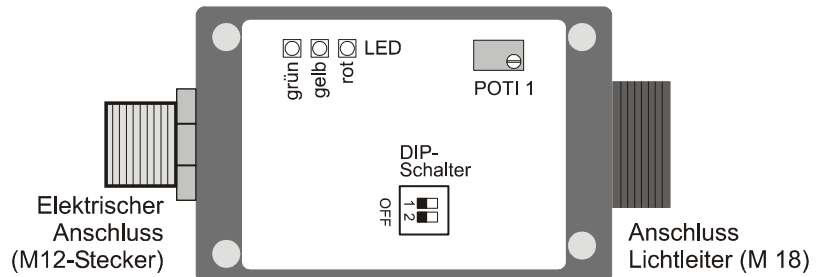 LED
grün
gelb
rot
POTI 1
DIP-
Schalter
OFF
1
2
Elektrischer
Anschluss
(M12-Stecker)
Anschluss
Lichtleiter (M 18)